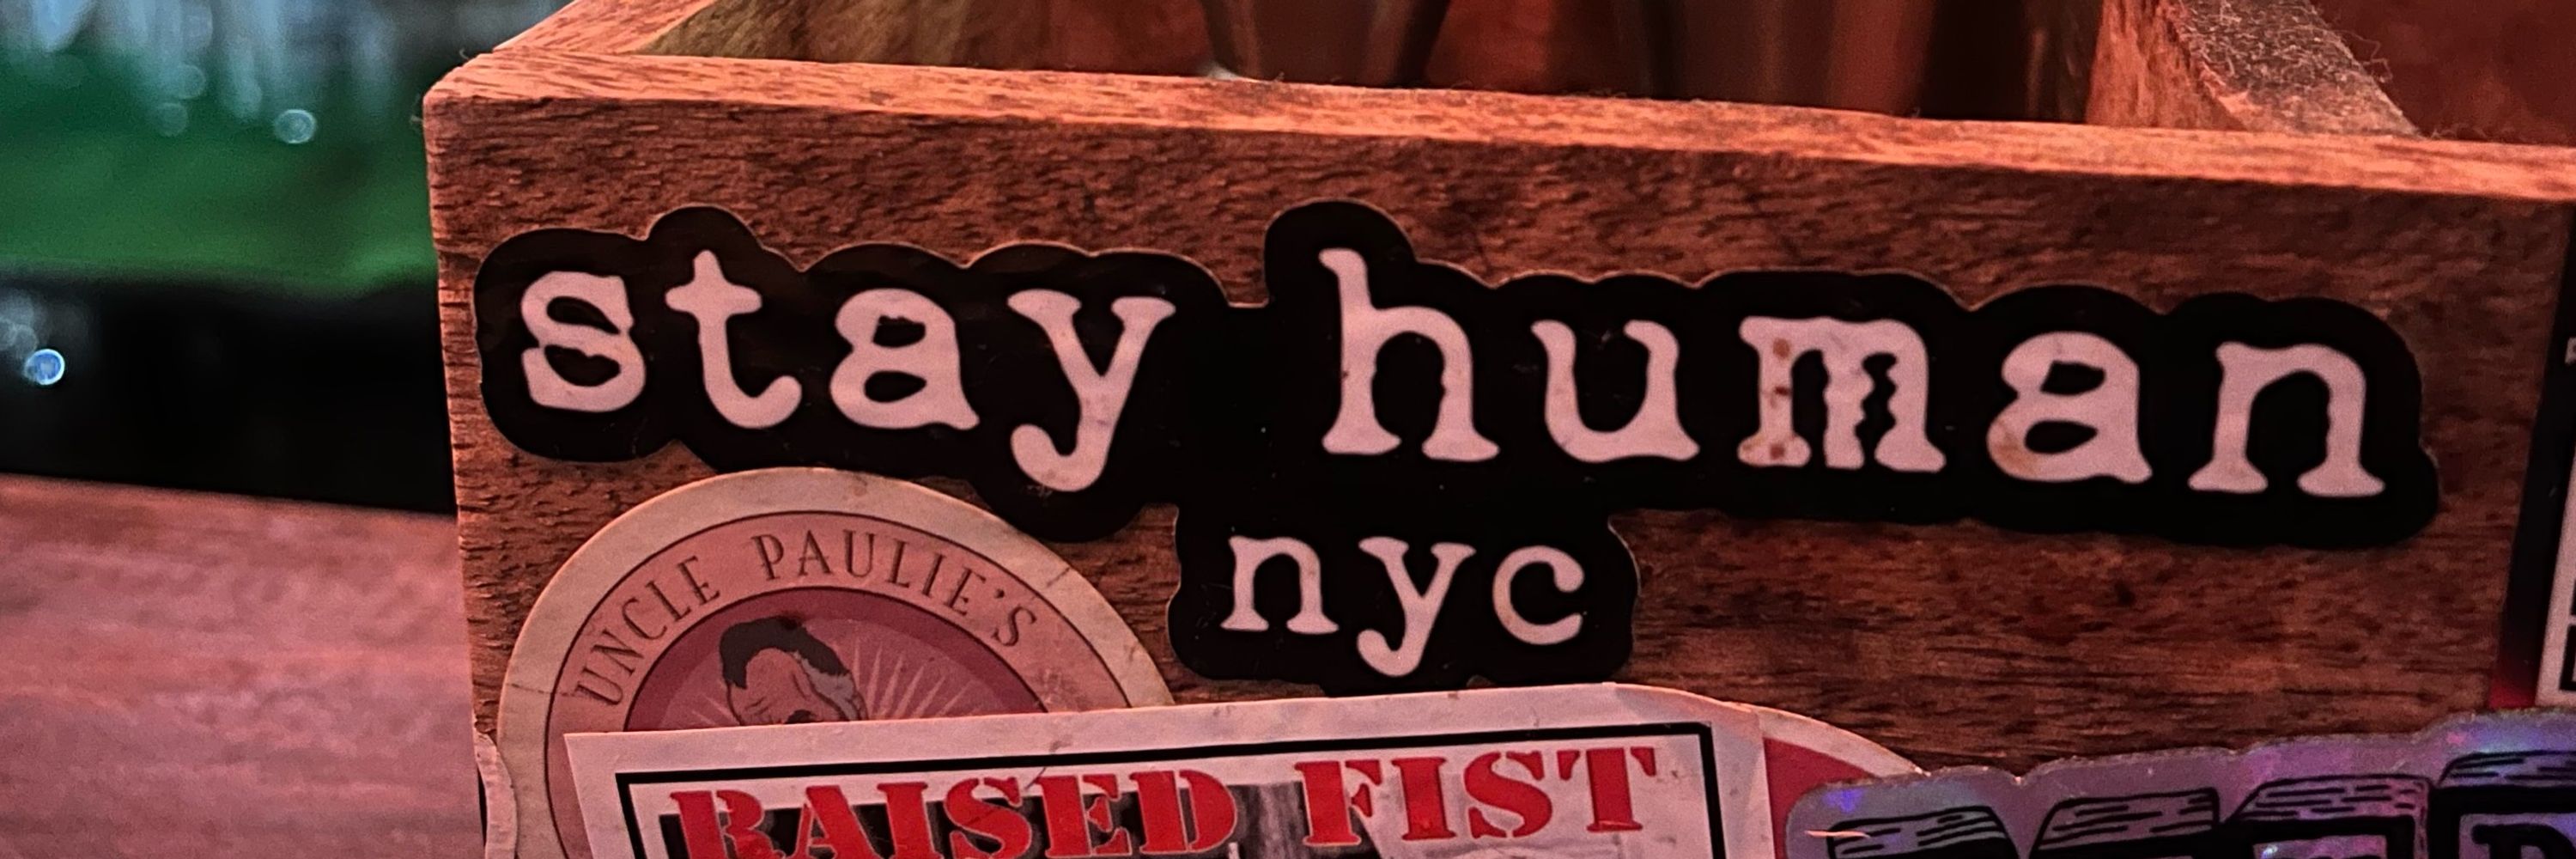 stay human
nyc
UNCLE PAULIE'S
RAISED FIST